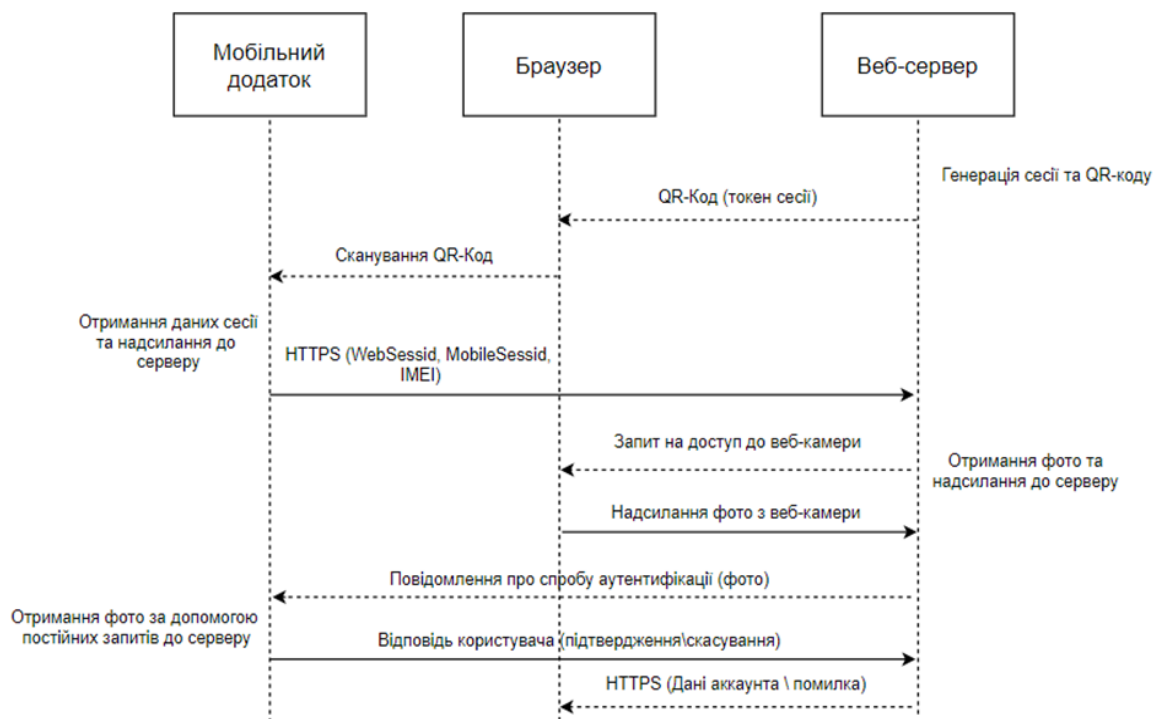 Мобільний
додаток
Браузер
Веб-сервер
Генерація сесії та QR-коду
QR-Код (токен сесії)
Сканування QR-Код
Отримання даних сесії
та надсилання до
серверу
HTTPS (WebSessid, MobileSessid,
IMEI)
Запит на доступ до веб-камери
Отримання фото та
надсилання до серверу
Надсилання фото з веб-камери
Повідомлення про спробу аутентифікації (фото)
Отримання фото за допомогою
постійних запитів до серверу
Відповідь користувача (підтвердження\скасування)
HTTPS (Дані аккаунта \ помилка)